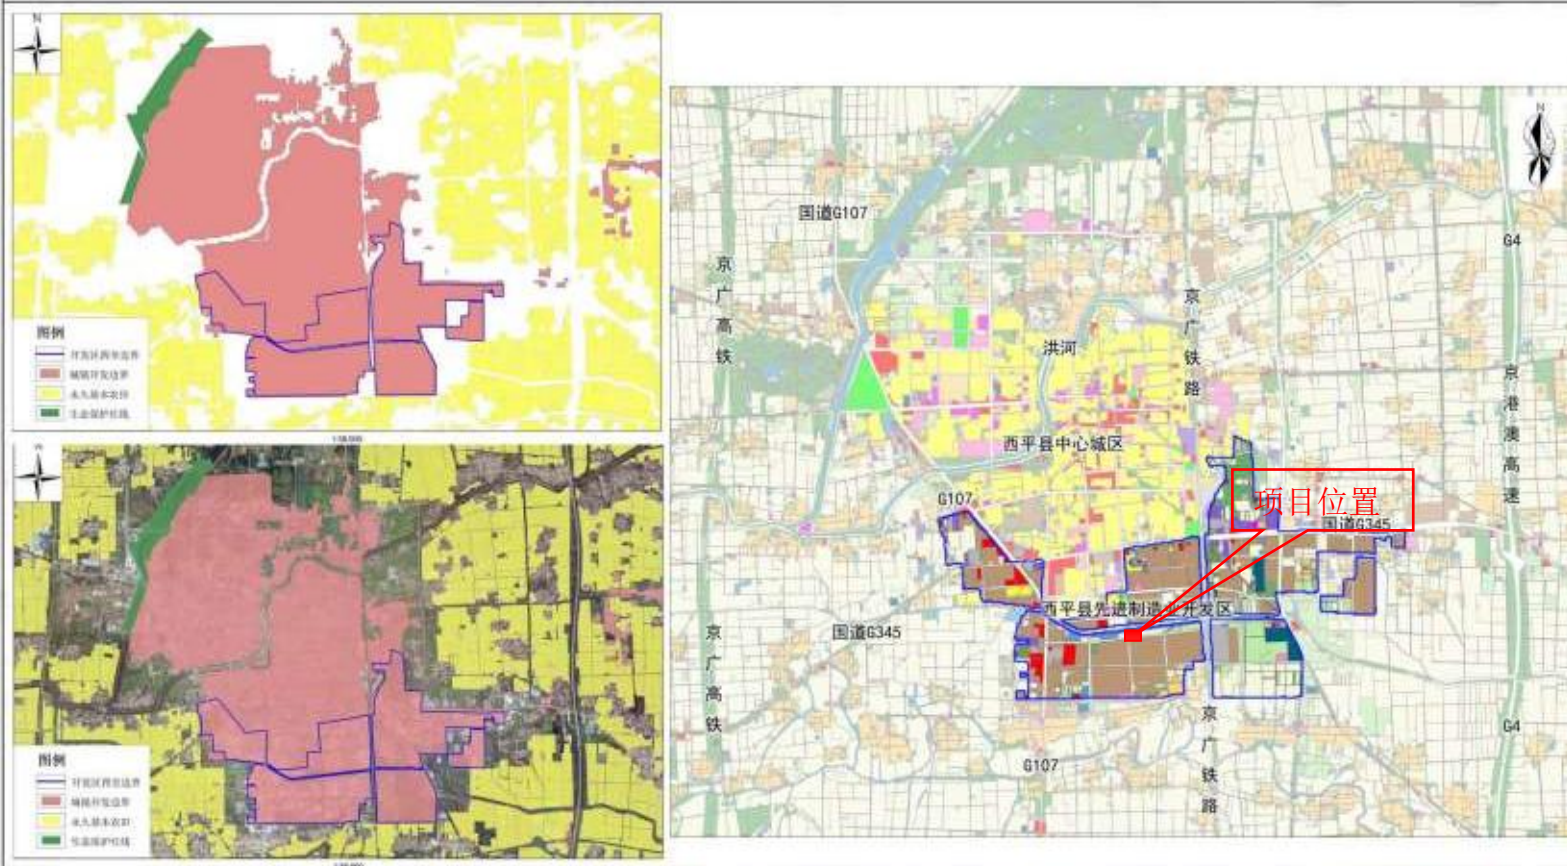 N
图例
开发区四至边界
城镇开发边界
永久基本农田
生态保护红线
N
图例
开发区四至边界
城镇开发边界
永久基本农田
生态保护红线
N
国道G107
G4
京广高铁
京广铁路
洪河
京港澳高速
西平县中心城区
G107
项目位置
国道G345
西平县先进制造业开发区
国道G345
京广高铁
京广铁路
G4
G107